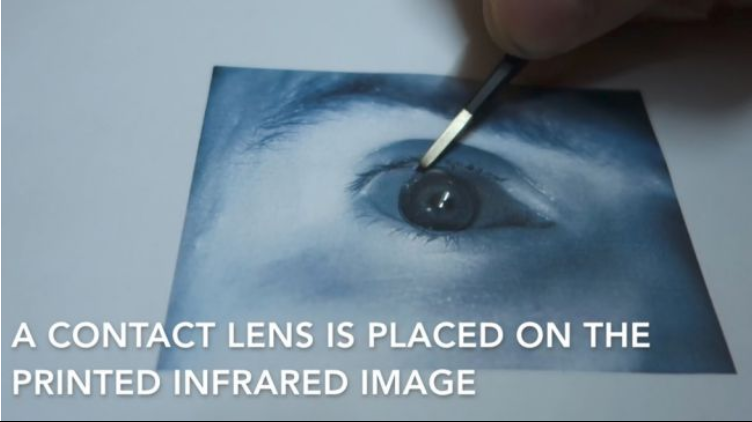 A CONTACT LENS IS PLACED ON THE
PRINTED INFRARED IMAGE